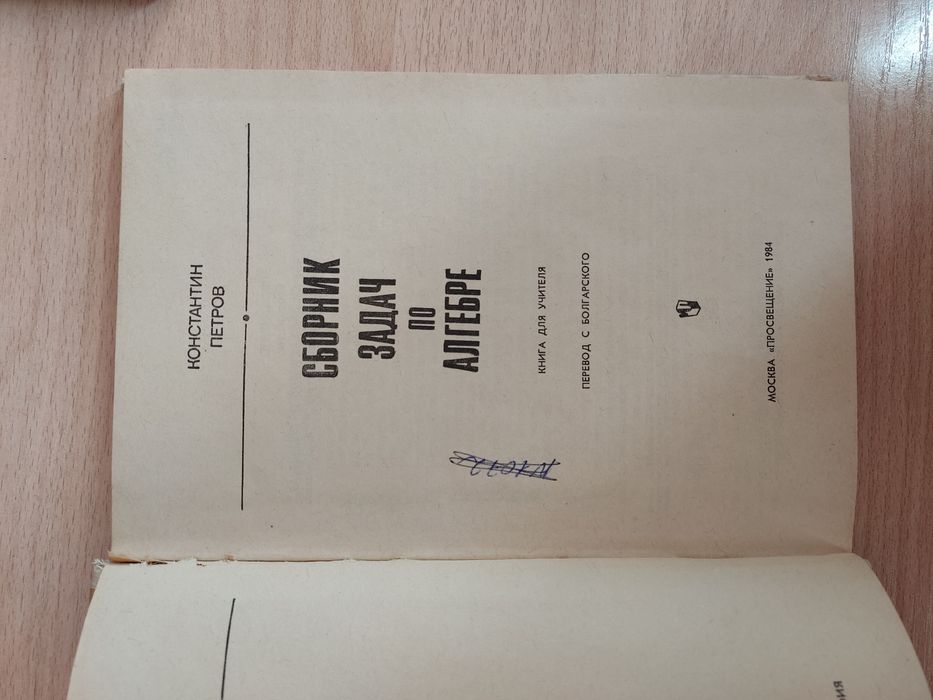 КОНСТАНТИН
ПЕТРОВ
СБОРНИК
ЗАДАЧ
ПО
АЛГЕБРЕ
КНИГА ДЛЯ УЧИТЕЛЯ
ПЕРЕВОД С БОЛГАРСКОГО
МОСКВА «ПРОСВЕЩЕНИЕ» 1984